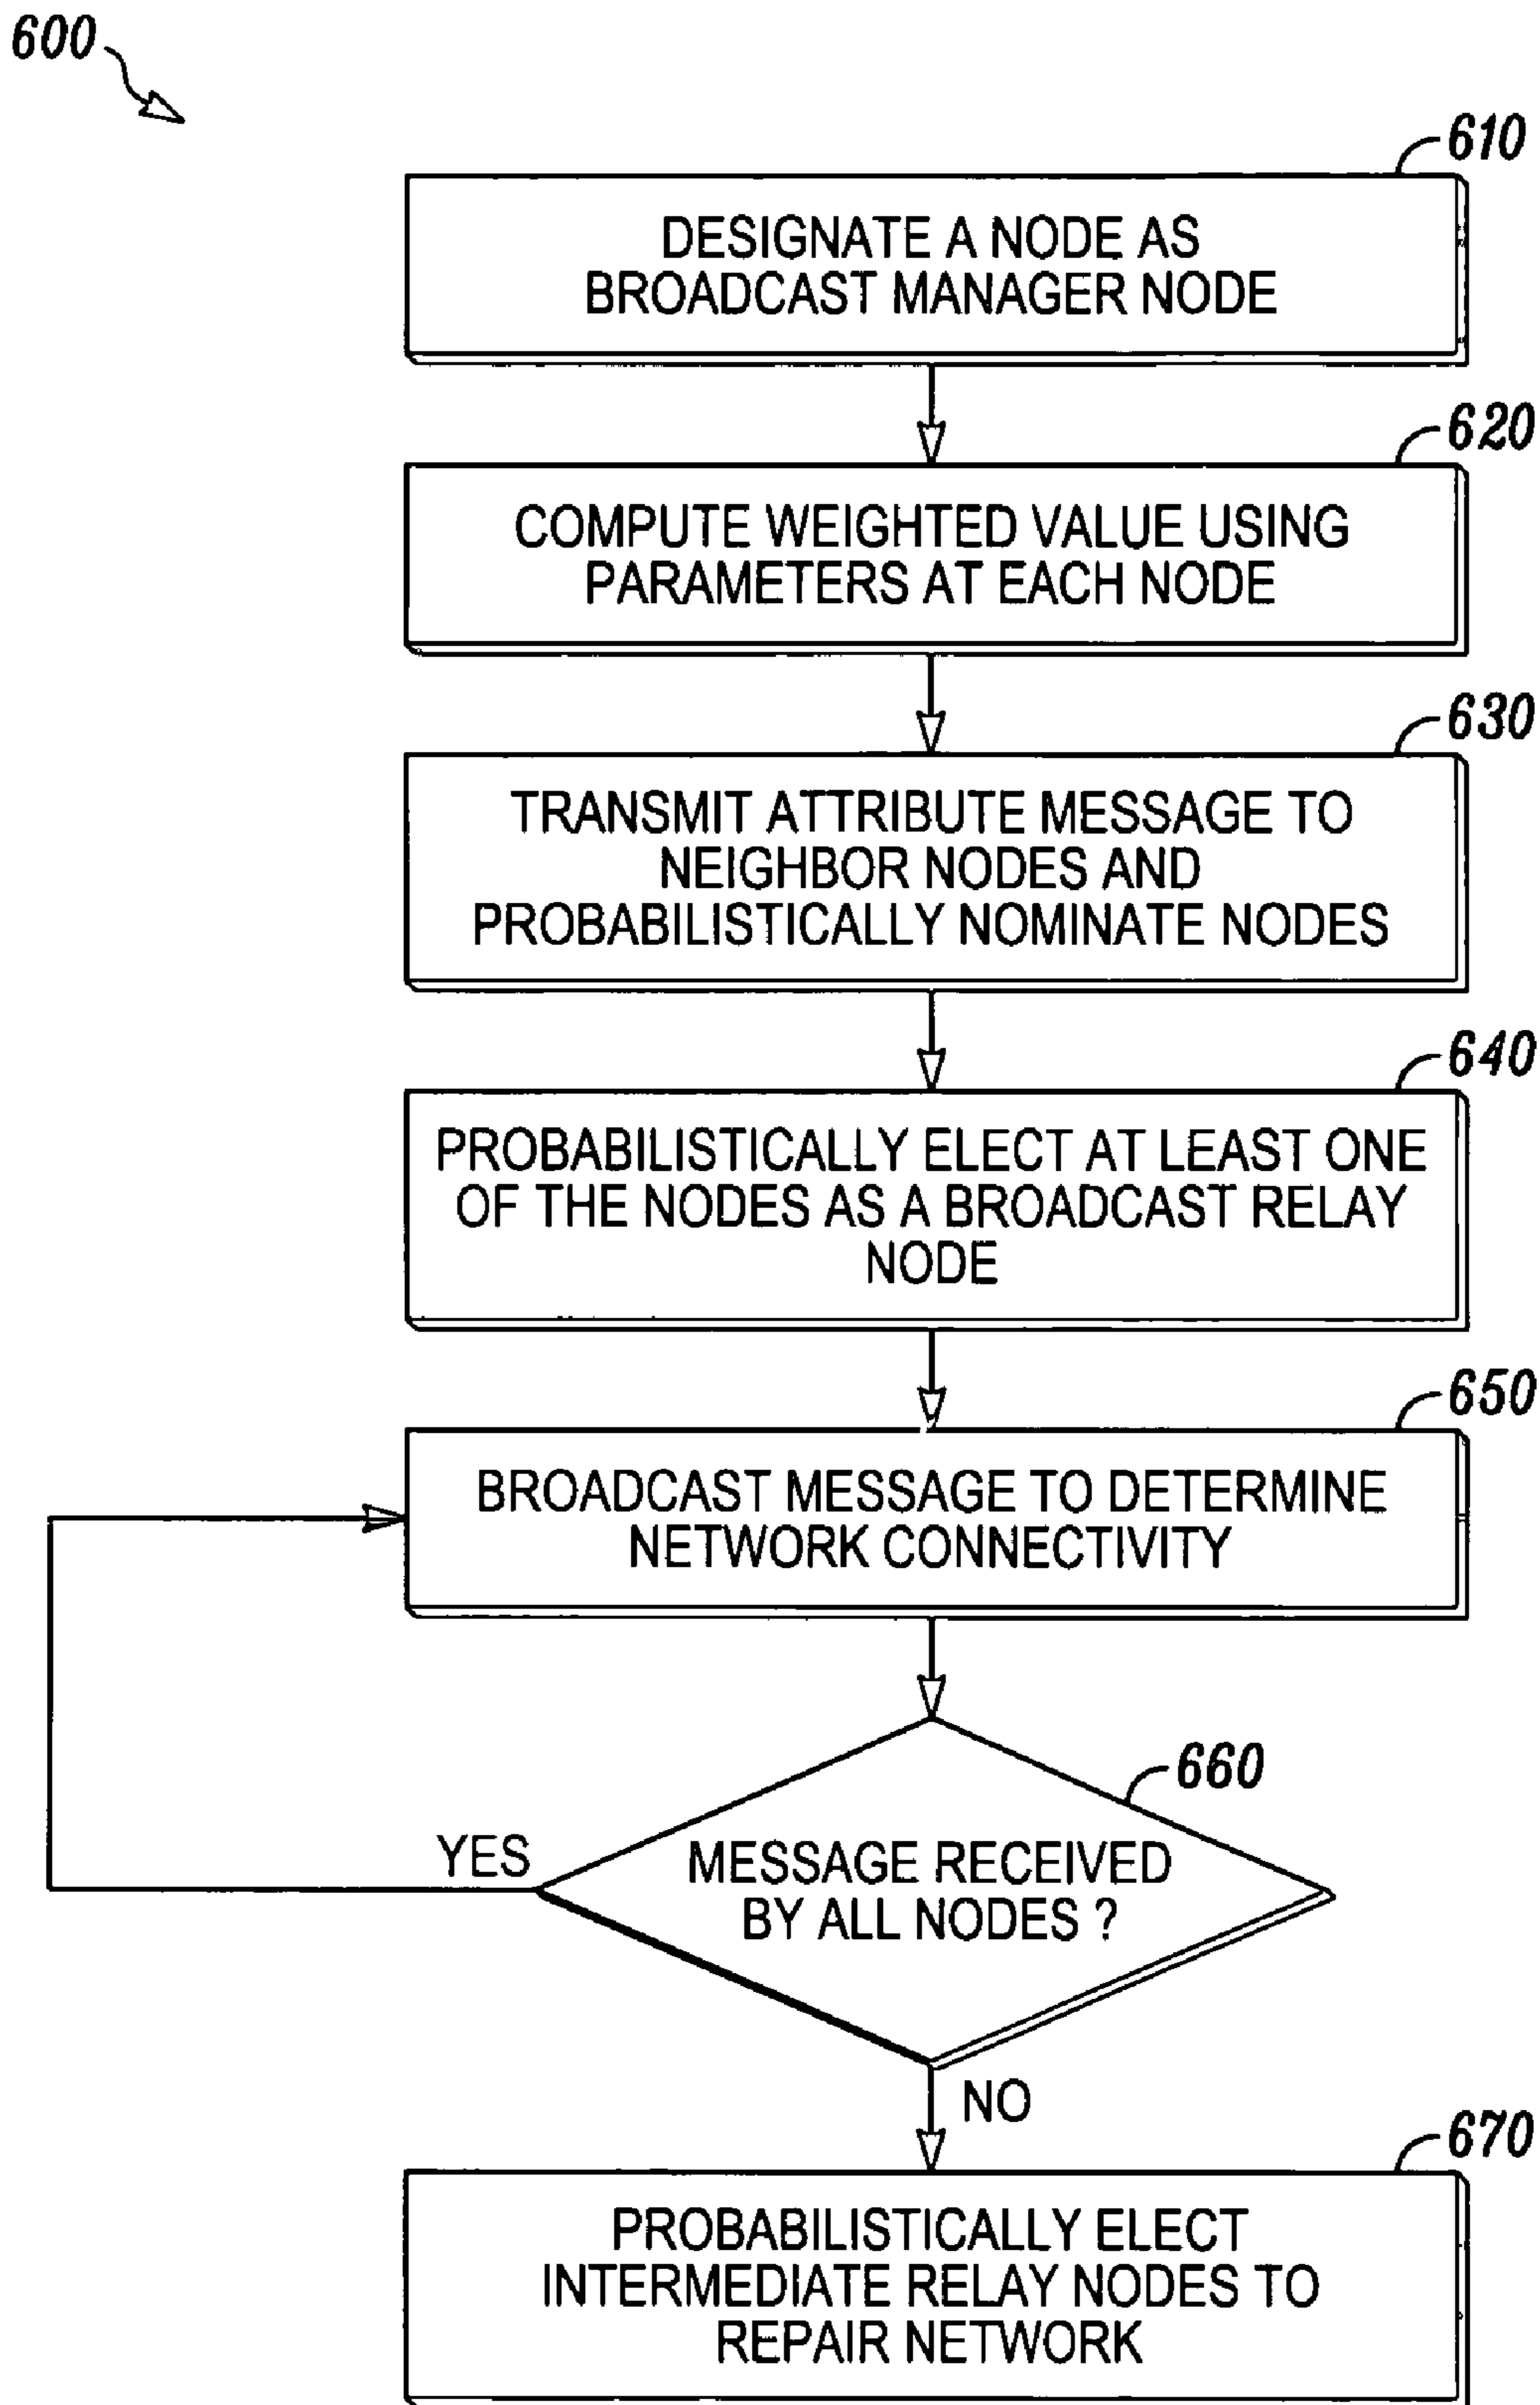 600
610
DESIGNATE A NODE AS
BROADCAST MANAGER NODE
620
COMPUTE WEIGHTED VALUE USING
PARAMETERS AT EACH NODE
630
TRANSMIT ATTRIBUTE MESSAGE TO
NEIGHBOR NODES AND
PROBABILISTICALLY NOMINATE NODES
640
PROBABILISTICALLY ELECT AT LEAST ONE
OF THE NODES AS A BROADCAST RELAY
NODE
650
BROADCAST MESSAGE TO DETERMINE
NETWORK CONNECTIVITY
660
YES
MESSAGE RECEIVED
BY ALL NODES ?
NO
670
PROBABILISTICALLY ELECT
INTERMEDIATE RELAY NODES TO
REPAIR NETWORK